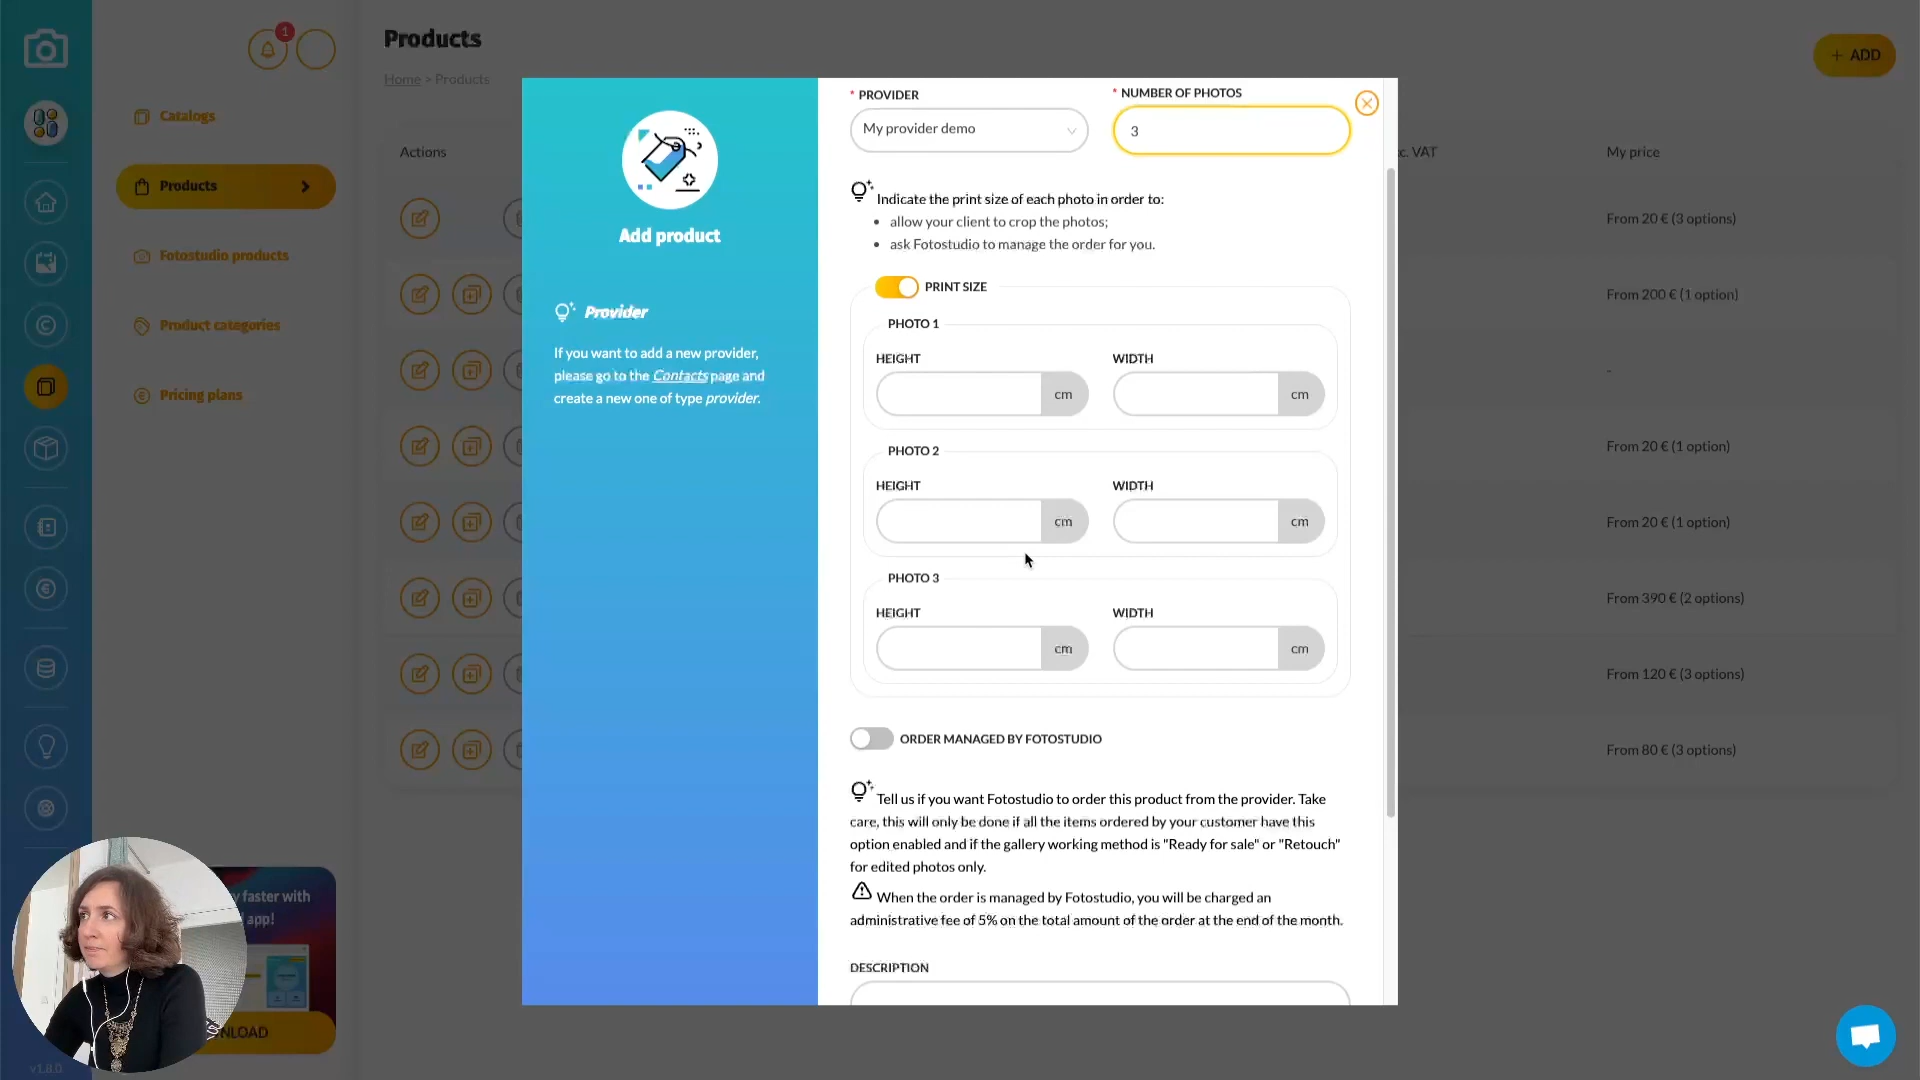 1
Products
Home > Products
+ ADD
Catalogs
Products
Fotostudio products
Product categories
Pricing plans
Actions
My price
VAT
From 20 € (3 options)
From 200 € (1 option)
-
From 20 € (1 option)
From 20 € (1 option)
From 390 € (2 options)
From 120 € (3 options)
From 80 € (3 options)
Add product
Provider
If you want to add a new provider,
please go to the Contacts page and
create a new one of type provider.
* PROVIDER
* NUMBER OF PHOTOS
My provider demo
3
Indicate the print size of each photo in order to:
• allow your client to crop the photos;
• ask Fotostudio to manage the order for you.
PRINT SIZE
PHOTO 1
HEIGHT
WIDTH
cm
cm
PHOTO 2
HEIGHT
WIDTH
cm
cm
PHOTO 3
HEIGHT
WIDTH
cm
cm
ORDER MANAGED BY FOTOSTUDIO
Tell us if you want Fotostudio to order this product from the provider. Take
care, this will only be done if all the items ordered by your customer have this
option enabled and if the gallery working method is "Ready for sale" or "Retouch"
for edited photos only.
When the order is managed by Fotostudio, you will be charged an
administrative fee of 5% on the total amount of the order at the end of the month.
DESCRIPTION
faster with
app!
v1.8.0